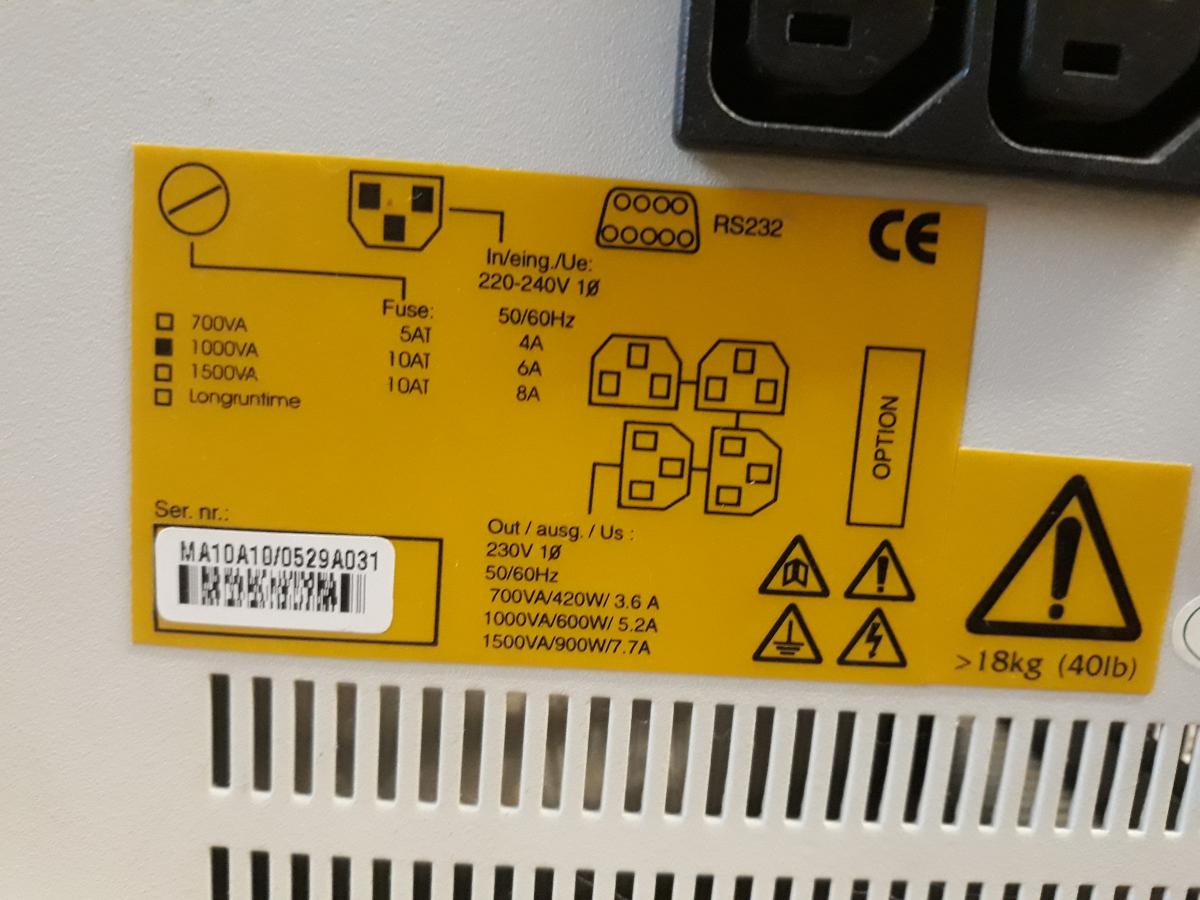 RS232
CE
In/eing./Ue:
220-240V 1Ø
Fuse: 50/60Hz
700VA 5AT 4A
1000VA 10AT 6A
1500VA 10AT 8A
Longruntime
OPTION
Ser. nr.:
MA10A10/0529A031
Out / ausg. / Us :
230V 1Ø
50/60Hz
700VA/420W/ 3.6 A
1000VA/600W/ 5.2A
1500VA/900W/7.7A
>18kg (40lb)